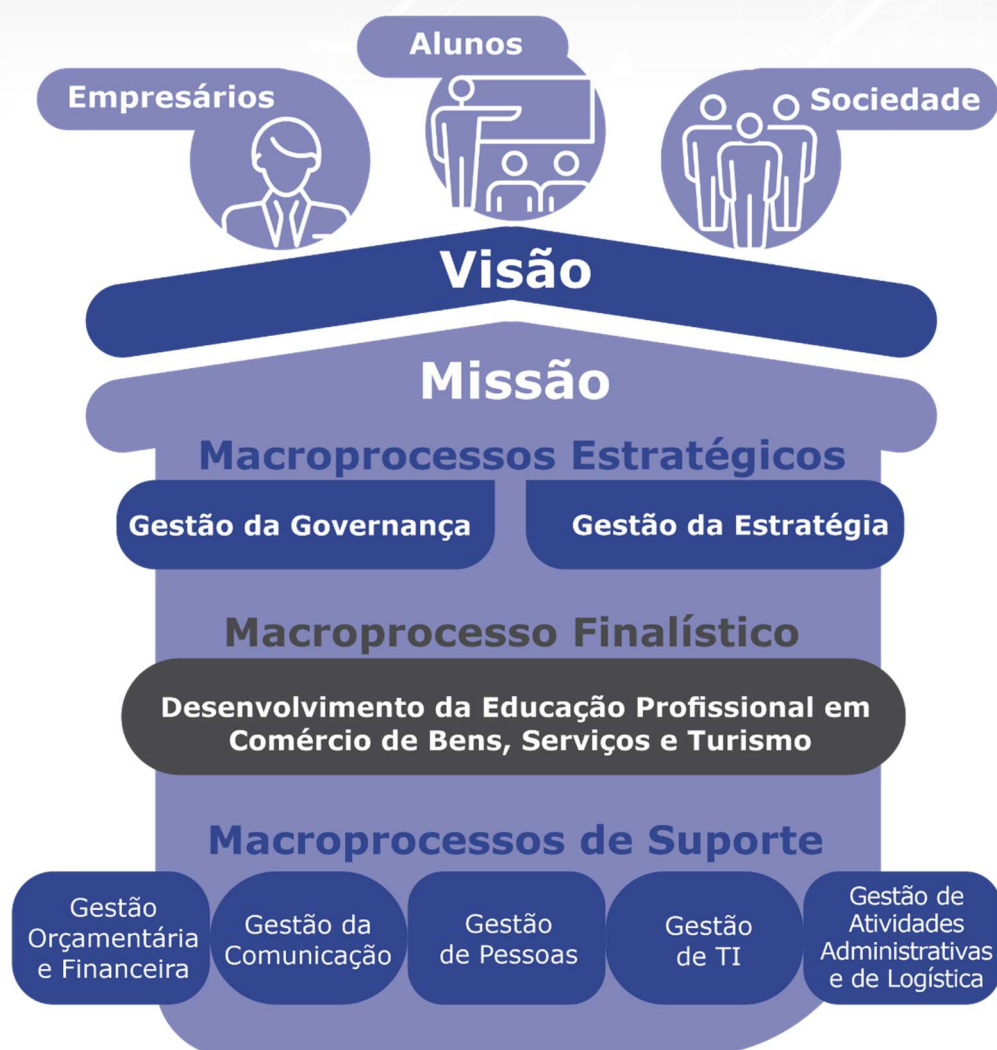 Alunos
Empresários
Sociedade
Visão
Missão
Macroprocessos Estratégicos
Gestão da Governança
Gestão da Estratégia
Macroprocesso Finalístico
Desenvolvimento da Educação Profissional em
Comércio de Bens, Serviços e Turismo
Macroprocessos de Suporte
Gestão
Orçamentária
e Financeira
Gestão da
Comunicação
Gestão
de Pessoas
Gestão
de TI
Gestão de
Atividades
Administrativas
e de Logística